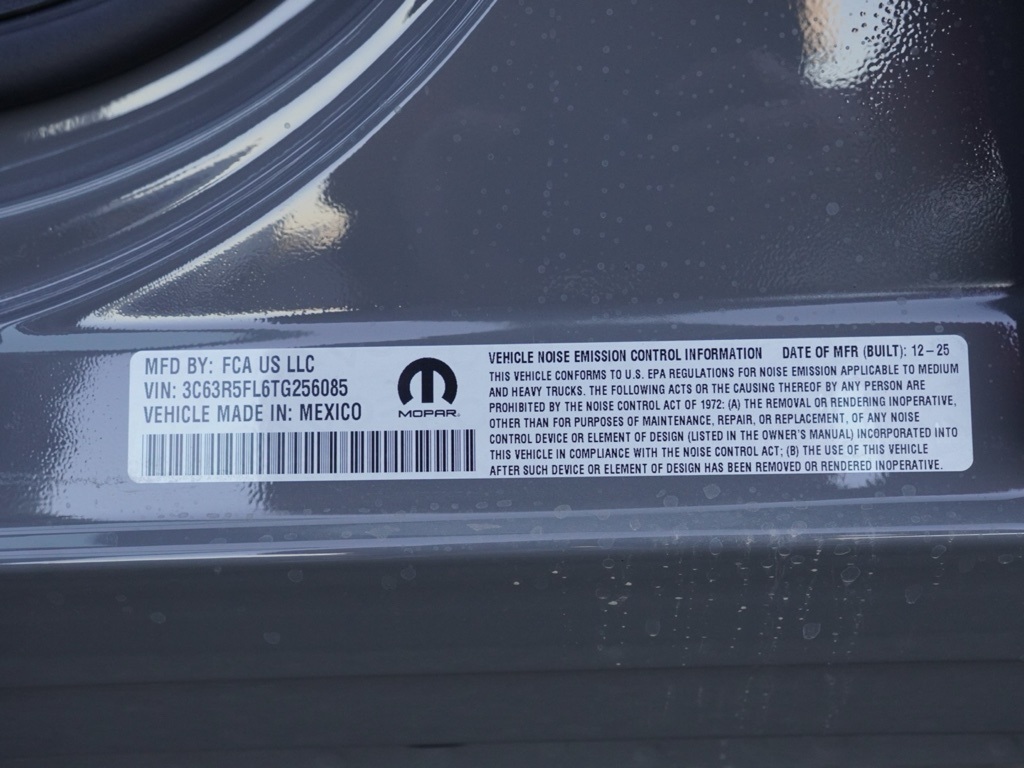 MFD BY: FCA US LLC
VIN: 3C63R5FL6TG256085
VEHICLE MADE IN: MEXICO
MOPAR
VEHICLE NOISE EMISSION CONTROL INFORMATION DATE OF MFR (BUILT): 12-25
THIS VEHICLE CONFORMS TO U.S. EPA REGULATIONS FOR NOISE EMISSION APPLICABLE TO MEDIUM
AND HEAVY TRUCKS. THE FOLLOWING ACTS OR THE CAUSING THEREOF BY ANY PERSON ARE
PROHIBITED BY THE NOISE CONTROL ACT OF 1972: (A) THE REMOVAL OR RENDERING INOPERATIVE,
OTHER THAN FOR PURPOSES OF MAINTENANCE, REPAIR, OR REPLACEMENT, OF ANY NOISE
CONTROL DEVICE OR ELEMENT OF DESIGN (LISTED IN THE OWNER'S MANUAL) INCORPORATED INTO
THIS VEHICLE IN COMPLIANCE WITH THE NOISE CONTROL ACT; (B) THE USE OF THIS VEHICLE
AFTER SUCH DEVICE OR ELEMENT OF DESIGN HAS BEEN REMOVED OR RENDERED INOPERATIVE.